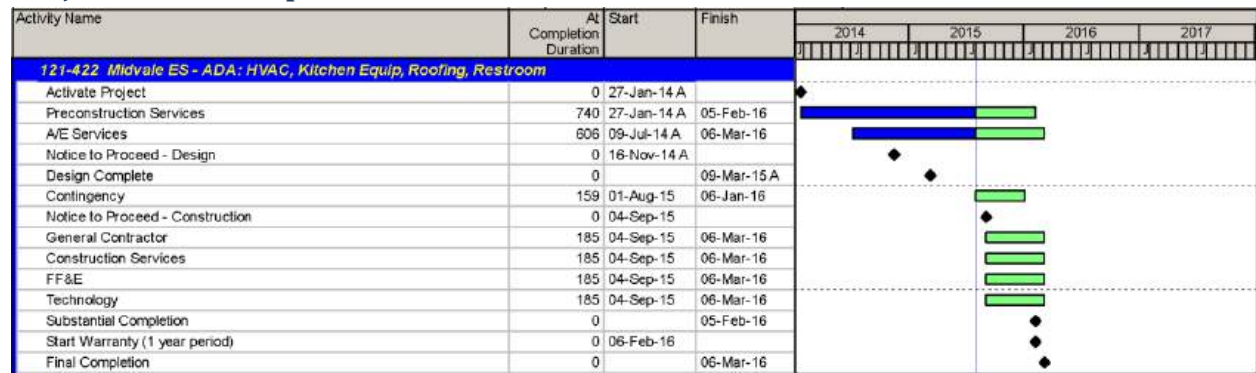 Activity Name At Completion Duration Start Finish 2014 2015 2016 2017
J J J J J J J J
121-422 Midvale ES - ADA: HVAC, Kitchen Equip, Roofing, Restroom
Activate Project 0 27-Jan-14 A
Preconstruction Services 740 27-Jan-14 A 05-Feb-16
A/E Services 606 09-Jul-14 A 06-Mar-16
Notice to Proceed - Design 0 16-Nov-14 A
Design Complete 0 09-Mar-15 A
Contingency 159 01-Aug-15 06-Jan-16
Notice to Proceed - Construction 0 04-Sep-15
General Contractor 185 04-Sep-15 06-Mar-16
Construction Services 185 04-Sep-15 06-Mar-16
FF&E 185 04-Sep-15 06-Mar-16
Technology 185 04-Sep-15 06-Mar-16
Substantial Completion 0 05-Feb-16
Start Warranty (1 year period) 0 06-Feb-16
Final Completion 0 06-Mar-16